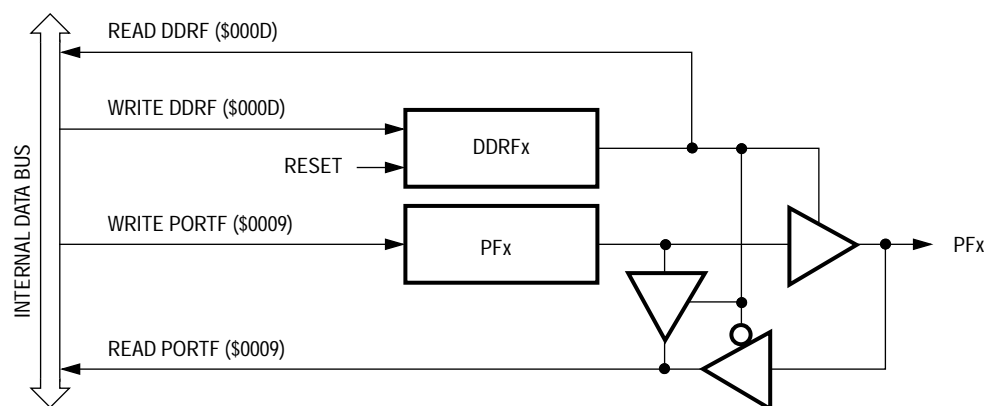 READ DDRF ($000D)
WRITE DDRF ($000D)
DDRFx
RESET
WRITE PORTF ($0009)
PFx
PFx
READ PORTF ($0009)
INTERNAL DATA BUS